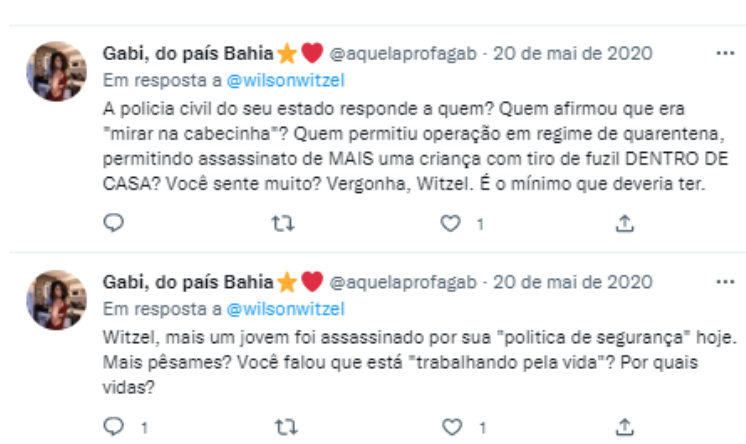 Gabi, do país Bahia⭐❤️ @aquelaprofagab · 20 de mai de 2020
Em resposta a @wilsonwitzel
A policia civil do seu estado responde a quem? Quem afirmou que era
"mirar na cabecinha"? Quem permitiu operação em regime de quarentena,
permitindo assassinato de MAIS uma criança com tiro de fuzil DENTRO DE
CASA? Você sente muito? Vergonha, Witzel. É o mínimo que deveria ter.
1
Gabi, do país Bahia⭐❤️ @aquelaprofagab · 20 de mai de 2020
Em resposta a @wilsonwitzel
Witzel, mais um jovem foi assassinado por sua "politica de segurança" hoje.
Mais pêsames? Você falou que está "trabalhando pela vida"? Por quais
vidas?
1 1